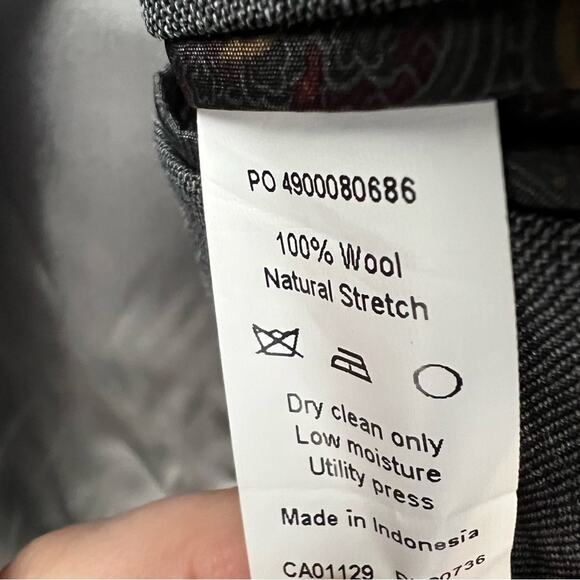 PO 4900080686
100% Wool
Natural Stretch
Dry clean only
Low moisture
Utility press
Made in Indonesia
CA01129